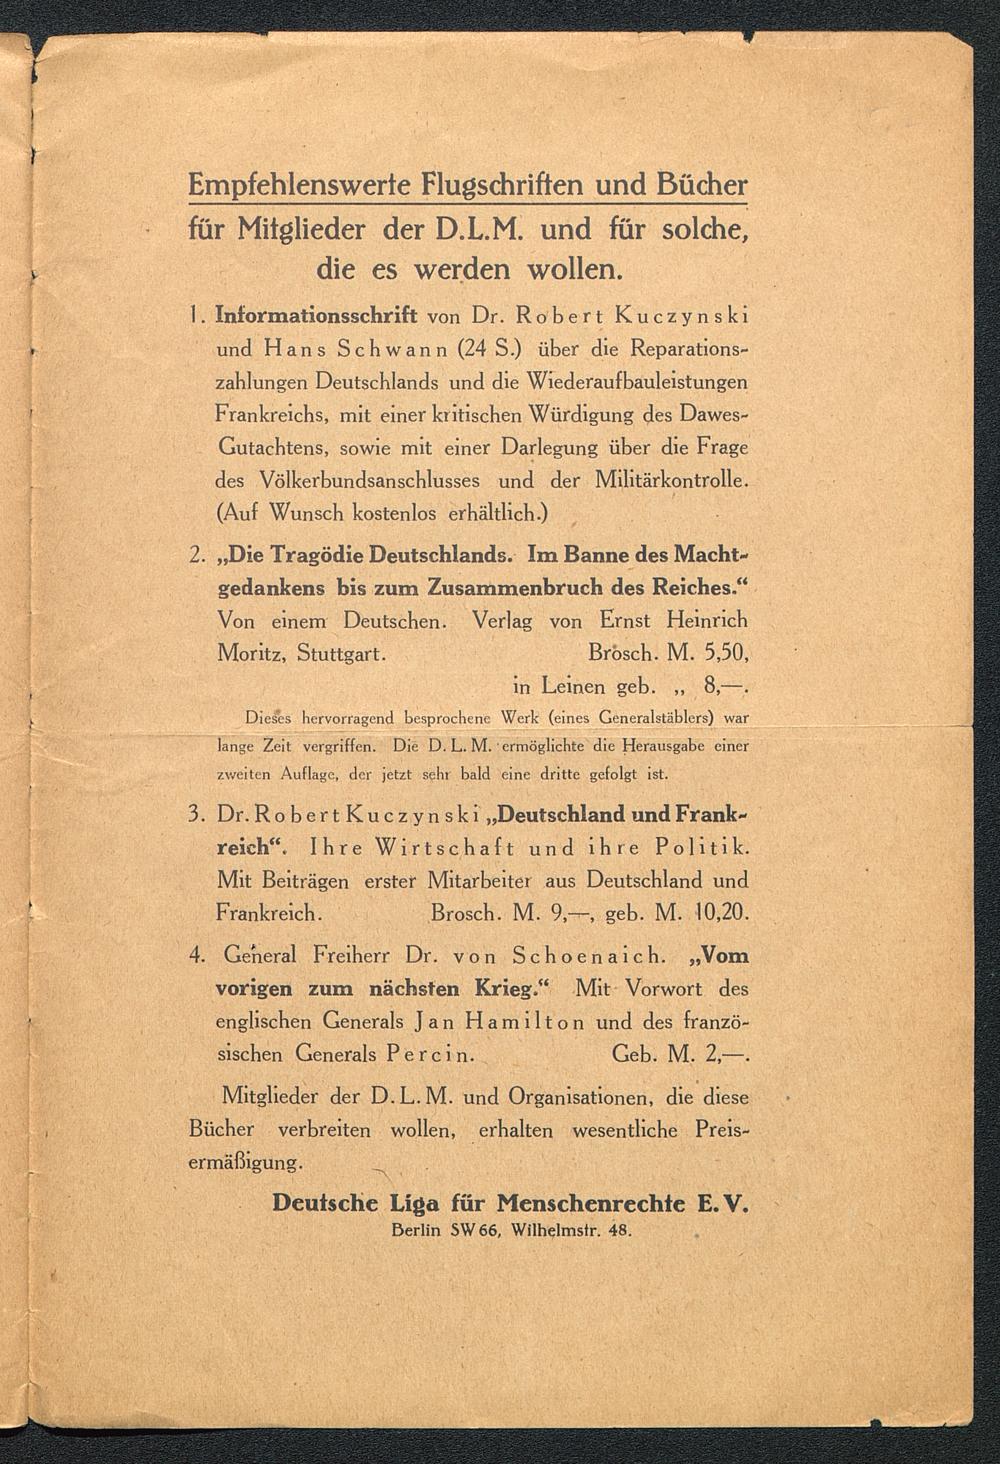 Empfehlenswerte Flugschriften und Bücher
für Mitglieder der D.L.M. und für solche,
die es werden wollen.
1. Informationsschrift von Dr. Robert Kuczynski
und Hans Schwann (24 S.) über die Reparations-
zahlungen Deutschlands und die Wiederaufbauleistungen
Frankreichs, mit einer kritischen Würdigung des Dawes-
Gutachtens, sowie mit einer Darlegung über die Frage
des Völkerbundsanschlusses und der Militärkontrolle.
(Auf Wunsch kostenlos erhältlich.)
2. „Die Tragödie Deutschlands. Im Banne des Macht-
gedankens bis zum Zusammenbruch des Reiches.“
Von einem Deutschen. Verlag von Ernst Heinrich
Moritz, Stuttgart. Brosch. M. 5,50,
in Leinen geb. „ 8,—.
Dieses hervorragend besprochene Werk (eines Generalstäblers) war
lange Zeit vergriffen. Die D.L.M. ermöglichte die Herausgabe einer
zweiten Auflage, der jetzt sehr bald eine dritte gefolgt ist.
3. Dr. Robert Kuczynski „Deutschland und Frank-
reich“. Ihre Wirtschaft und ihre Politik.
Mit Beiträgen erster Mitarbeiter aus Deutschland und
Frankreich. Brosch. M. 9,—, geb. M. 10,20.
4. General Freiherr Dr. von Schoenaich. „Vom
vorigen zum nächsten Krieg.“ Mit Vorwort des
englischen Generals Jan Hamilton und des franzö-
sischen Generals Percin. Geb. M. 2,—.
Mitglieder der D.L.M. und Organisationen, die diese
Bücher verbreiten wollen, erhalten wesentliche Preis-
ermäßigung.
Deutsche Liga für Menschenrechte E.V.
Berlin SW 66, Wilhelmstr. 48.